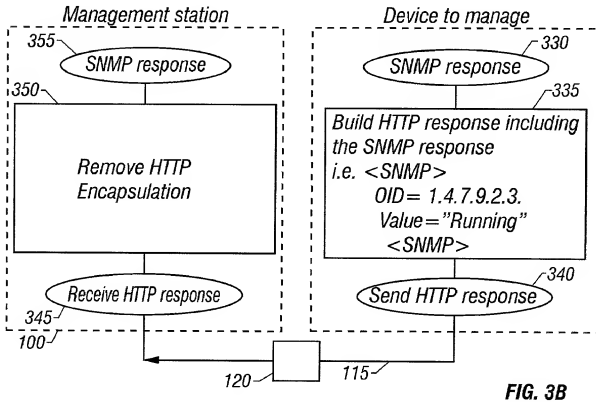 Management station
355
SNMP response
350
Remove HTTP
Encapsulation
Receive HTTP response
345
100
Device to manage
330
SNMP response
335
Build HTTP response including
the SNMP response
i.e. <SNMP>
OID= 1.4.7.9.2.3.
Value="Running"
<SNMP>
340
Send HTTP response
120
115
FIG. 3B